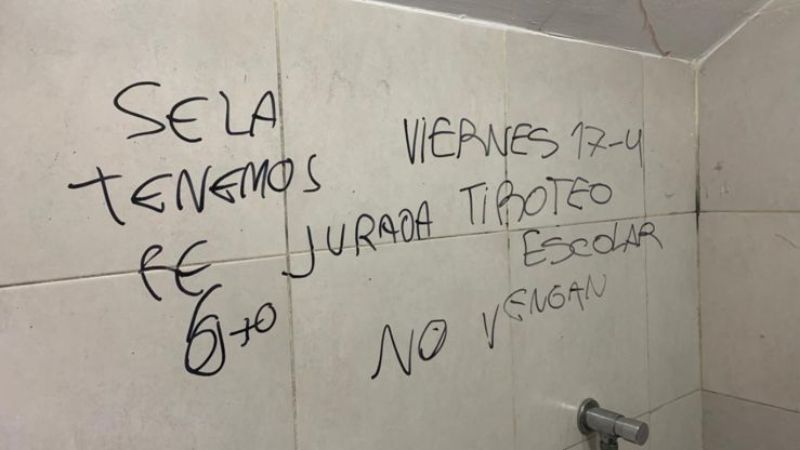 SE LA
TENEMOS
RE JURADA
6to
VIERNES 17-4
TIROTEO
ESCOLAR
NO VENGAN